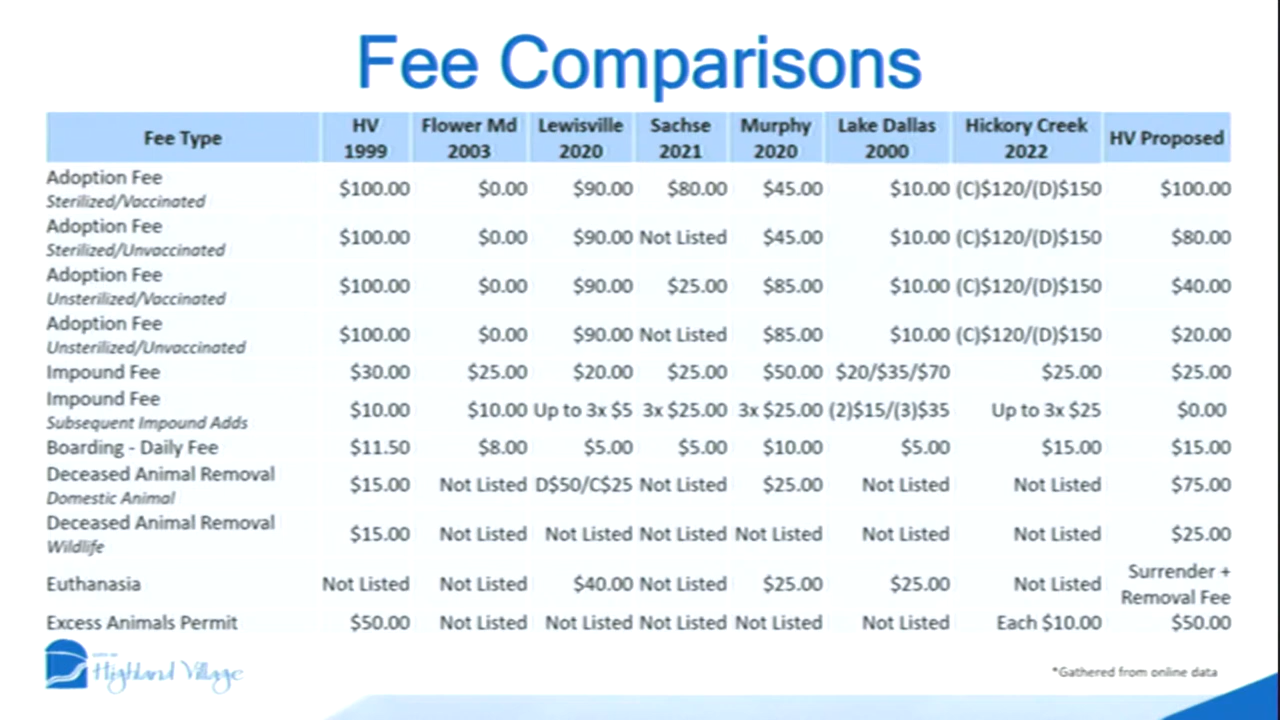 Fee Comparisons
Fee Type HV 1999 Flower Md 2003 Lewisville 2020 Sachse 2021 Murphy 2020 Lake Dallas 2000 Hickory Creek 2022 HV Proposed
Adoption Fee Sterilized/Vaccinated $100.00 $0.00 $90.00 $80.00 $45.00 $10.00 (C)$120/(D)$150 $100.00
Adoption Fee Sterilized/Unvaccinated $100.00 $0.00 $90.00 Not Listed $45.00 $10.00 (C)$120/(D)$150 $80.00
Adoption Fee Unsterilized/Vaccinated $100.00 $0.00 $90.00 $25.00 $85.00 $10.00 (C)$120/(D)$150 $40.00
Adoption Fee Unsterilized/Unvaccinated $100.00 $0.00 $90.00 Not Listed $85.00 $10.00 (C)$120/(D)$150 $20.00
Impound Fee $30.00 $25.00 $20.00 $25.00 $50.00 $20/$35/$70 $25.00 $25.00
Impound Fee Subsequent Impound Adds $10.00 $10.00 Up to 3x $5 3x $25.00 3x $25.00 (2)$15/(3)$35 Up to 3x $25 $0.00
Boarding - Daily Fee $11.50 $8.00 $5.00 $5.00 $10.00 $5.00 $15.00 $15.00
Deceased Animal Removal Domestic Animal $15.00 Not Listed D$50/C$25 Not Listed $25.00 Not Listed Not Listed $75.00
Deceased Animal Removal Wildlife $15.00 Not Listed Not Listed Not Listed Not Listed Not Listed Not Listed $25.00
Euthanasia Not Listed Not Listed $40.00 Not Listed $25.00 $25.00 Not Listed Surrender + Removal Fee
Excess Animals Permit $50.00 Not Listed Not Listed Not Listed Not Listed Not Listed Each $10.00 $50.00
Highland Village
*Gathered from online data